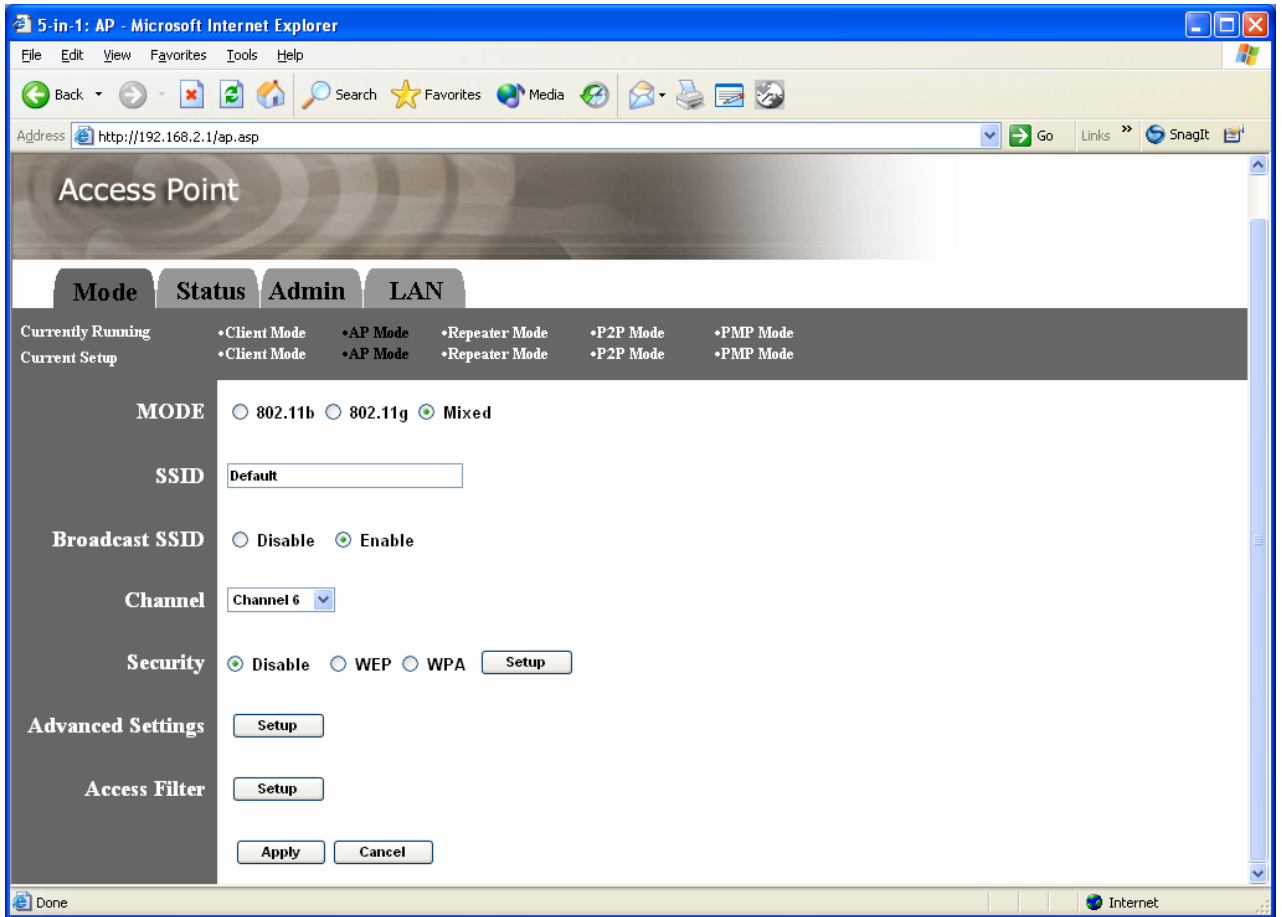 5-in-1: AP - Microsoft Internet Explorer
File Edit View Favorites Tools Help
Back Search Favorites Media
Address http://192.168.2.1/ap.asp Go Links » SnagIt
Access Point
Mode Status Admin LAN
Currently Running •Client Mode •AP Mode •Repeater Mode •P2P Mode •PMP Mode
Current Setup •Client Mode •AP Mode •Repeater Mode •P2P Mode •PMP Mode
MODE 802.11b 802.11g Mixed
SSID Default
Broadcast SSID Disable Enable
Channel Channel 6
Security Disable WEP WPA Setup
Advanced Settings Setup
Access Filter Setup
Apply Cancel
Done Internet